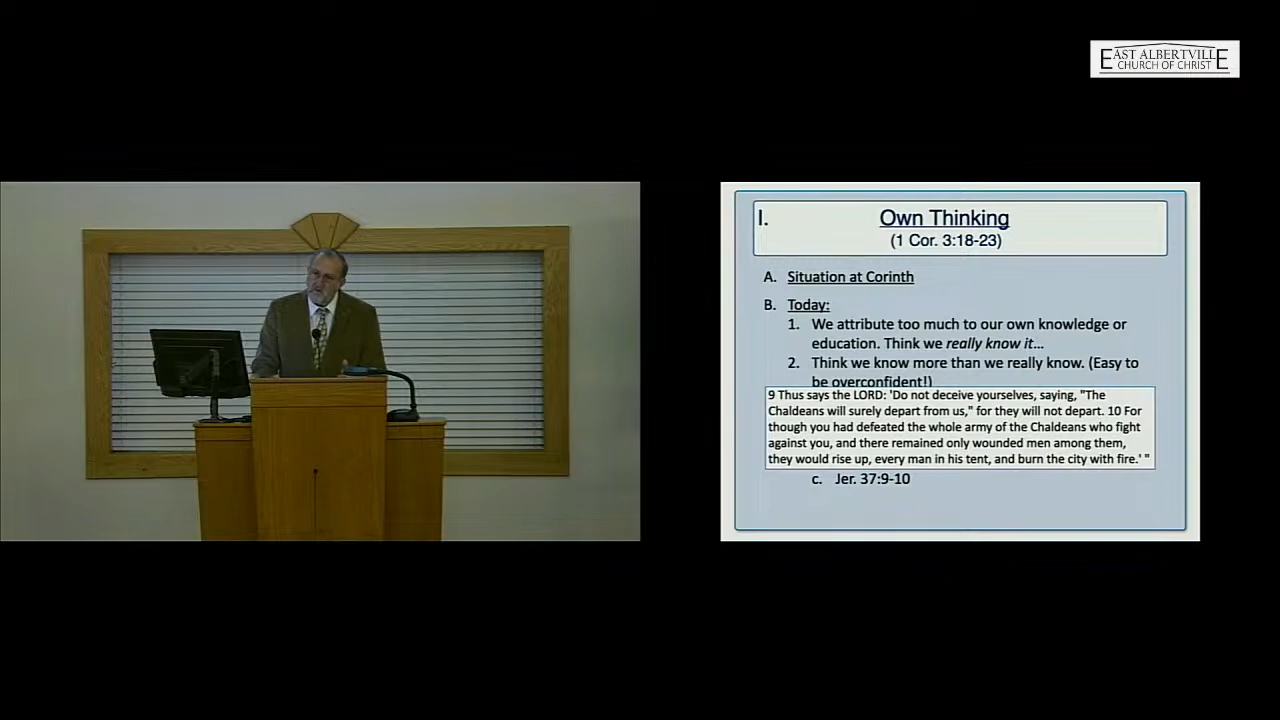 EAST ALBERTVILLE
CHURCH OF CHRIST
I. Own Thinking
(1 Cor. 3:18-23)
A. Situation at Corinth
B. Today:
1. We attribute too much to our own knowledge or
education. Think we really know it...
2. Think we know more than we really know. (Easy to
be overconfident!)
9 Thus says the LORD: 'Do not deceive yourselves, saying, "The
Chaldeans will surely depart from us," for they will not depart. 10 For
though you had defeated the whole army of the Chaldeans who fight
against you, and there remained only wounded men among them,
they would rise up, every man in his tent, and burn the city with fire.' "
c. Jer. 37:9-10